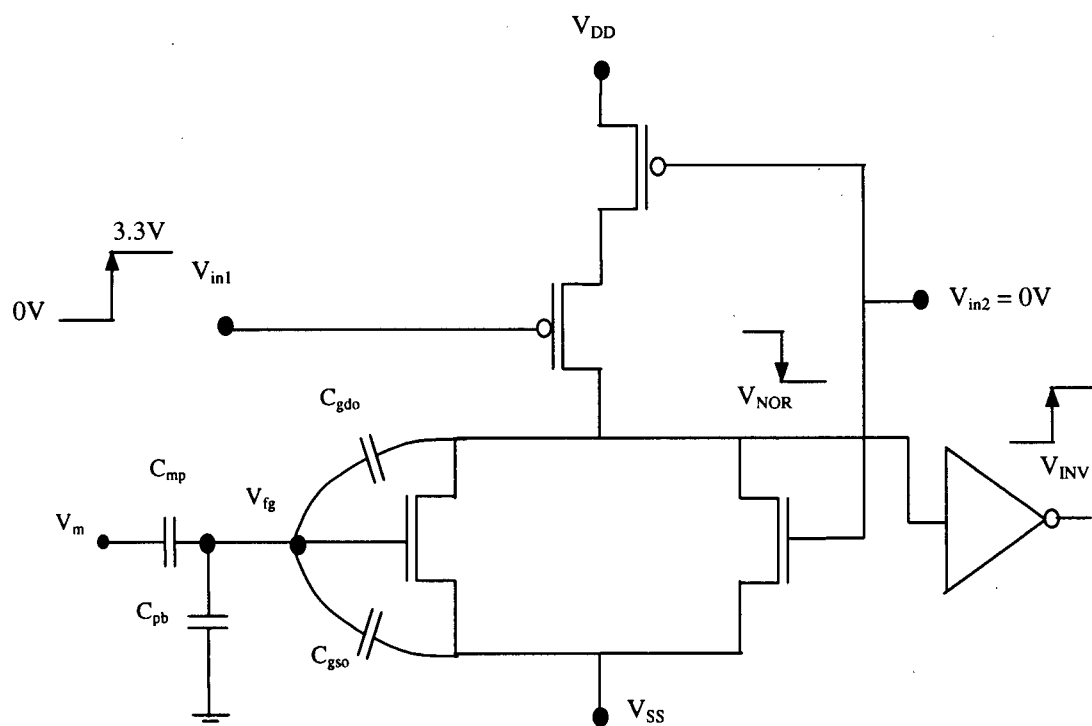 V_DD
3.3V
V_in1
0V
V_in2 = 0V
V_NOR
C_gdo
C_mp
V_fg
V_INV
V_m
C_pb
C_gso
V_SS